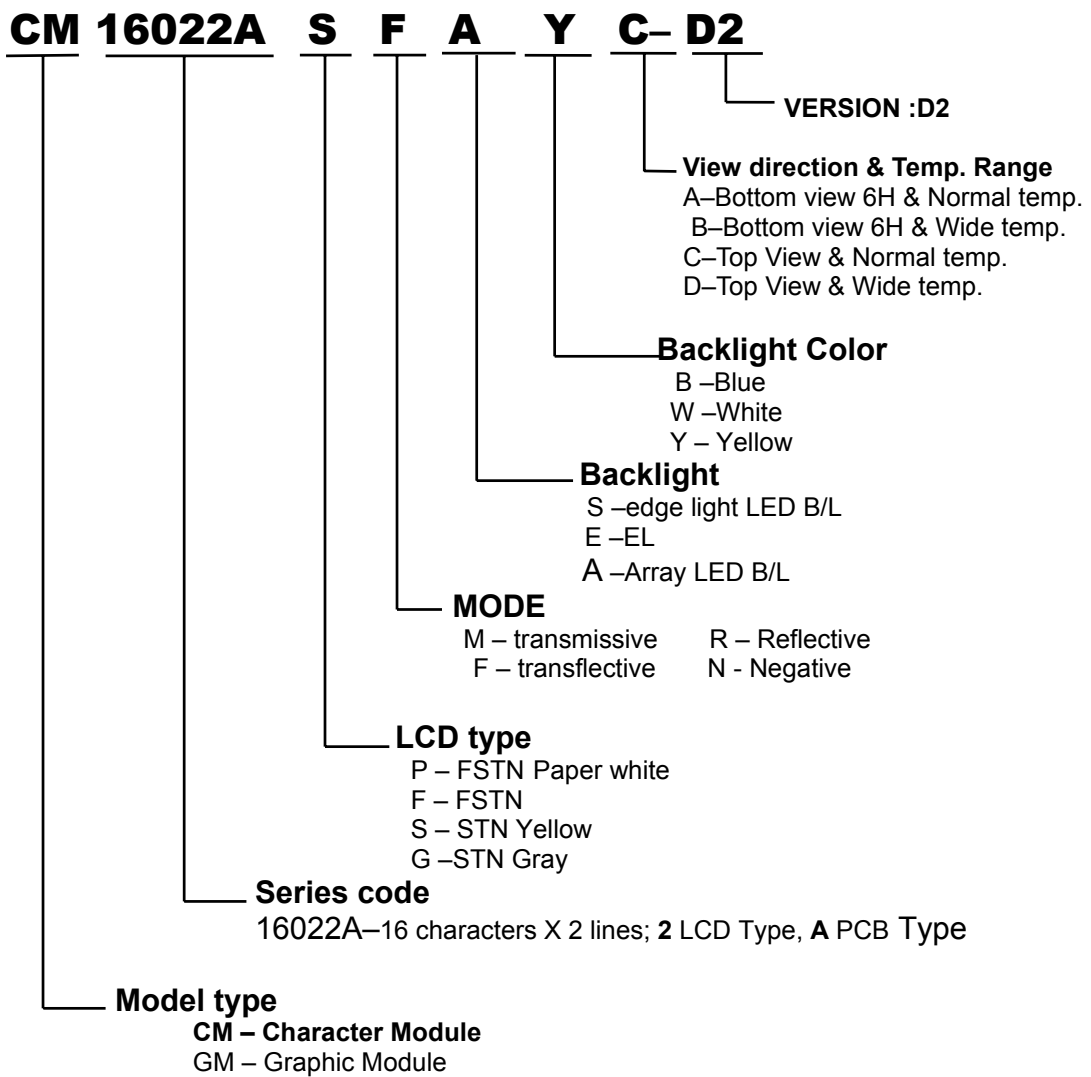 CM 16022A S F A Y C– D2
VERSION :D2
View direction & Temp. Range
A–Bottom view 6H & Normal temp.
B–Bottom view 6H & Wide temp.
C–Top View & Normal temp.
D–Top View & Wide temp.
Backlight Color
B –Blue
W –White
Y – Yellow
Backlight
S –edge light LED B/L
E –EL
A –Array LED B/L
MODE
M – transmissive R – Reflective
F – transflective N - Negative
LCD type
P – FSTN Paper white
F – FSTN
S – STN Yellow
G –STN Gray
Series code
16022A–16 characters X 2 lines; 2 LCD Type, A PCB Type
Model type
CM – Character Module
GM – Graphic Module